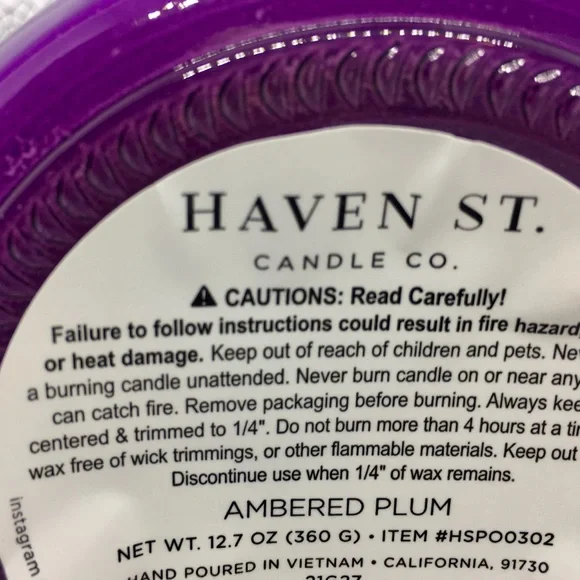 HAVEN ST.
CANDLE CO.
⚠ CAUTIONS: Read Carefully!
Failure to follow instructions could result in fire hazard,
or heat damage. Keep out of reach of children and pets.
a burning candle unattended. Never burn candle on or near any
can catch fire. Remove packaging before burning. Always
centered & trimmed to 1/4". Do not burn more than 4 hours at a
wax free of wick trimmings, or other flammable materials. Keep out
Discontinue use when 1/4" of wax remains.
AMBERED PLUM
NET WT. 12.7 OZ (360 G) • ITEM #HSPO0302
HAND POURED IN VIETNAM • CALIFORNIA, 91730
instagram